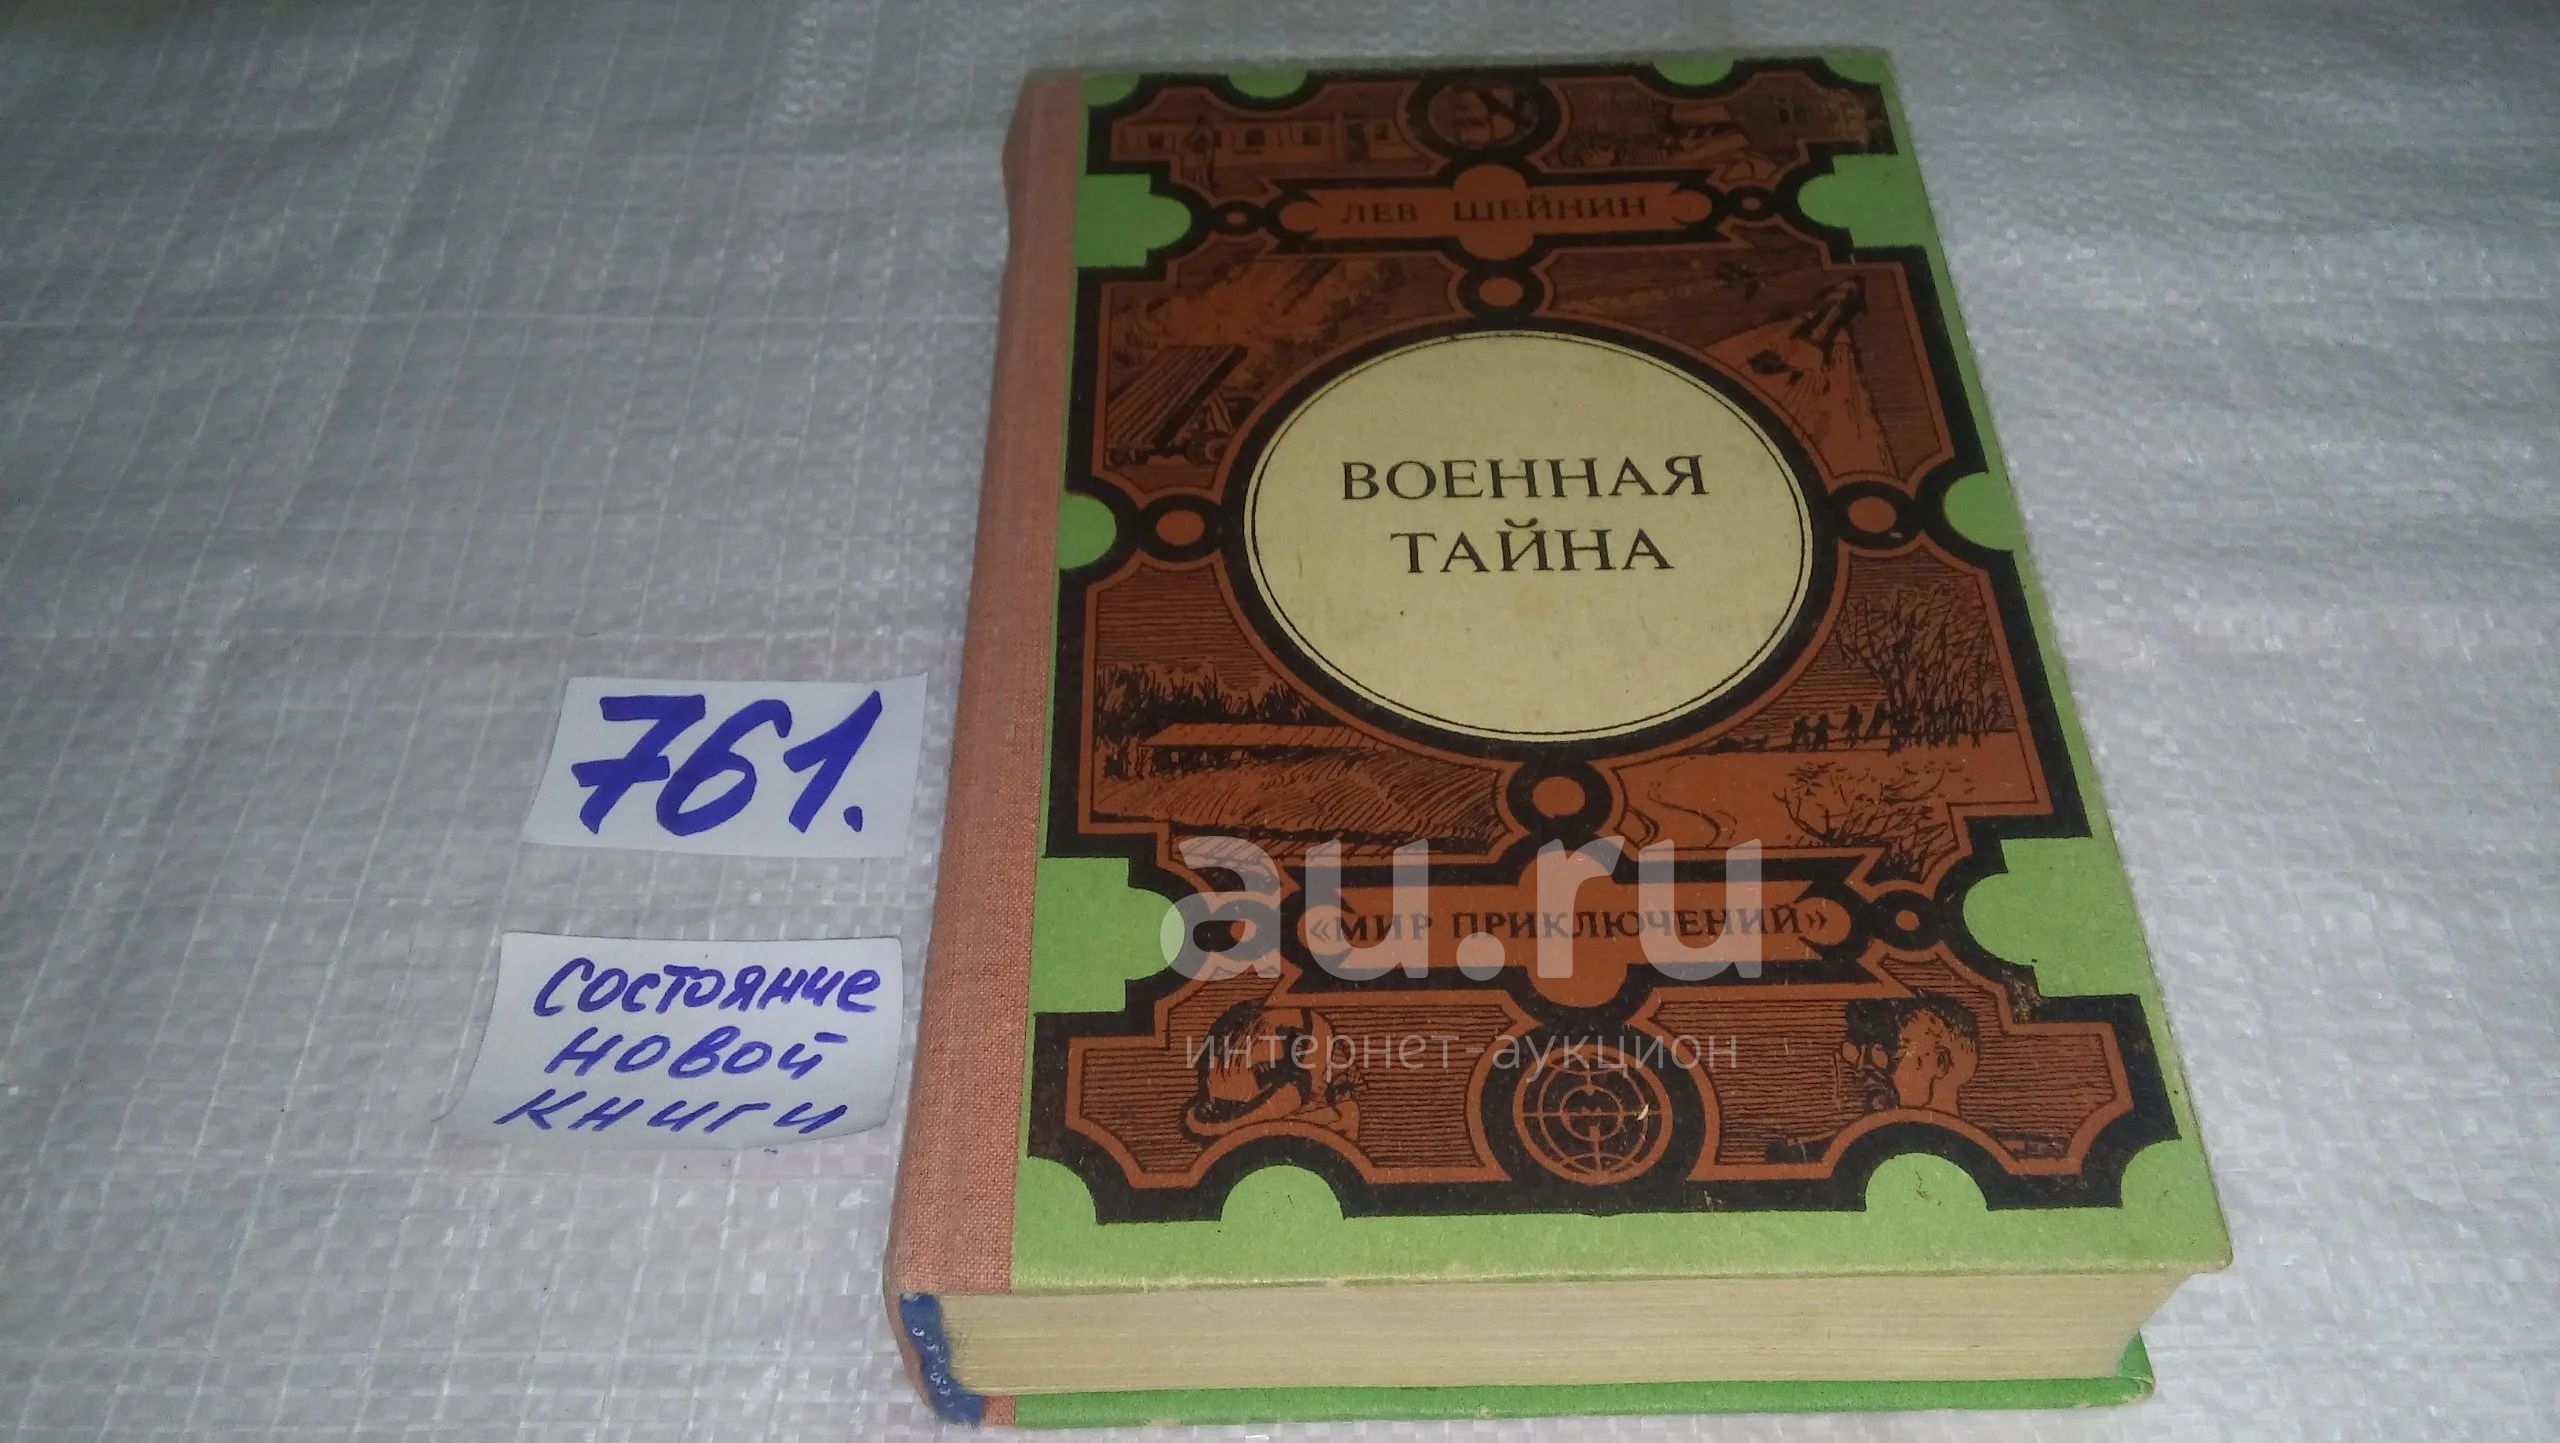 ЛЕВ ШЕЙНИН
ВОЕННАЯ
ТАЙНА
«МИР ПРИКЛЮЧЕНИЙ»
761.
состояние
новой
книги
au.ru
интернет-аукцион